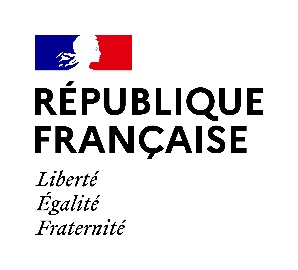 RÉPUBLIQUE
FRANÇAISE
Liberté
Égalité
Fraternité